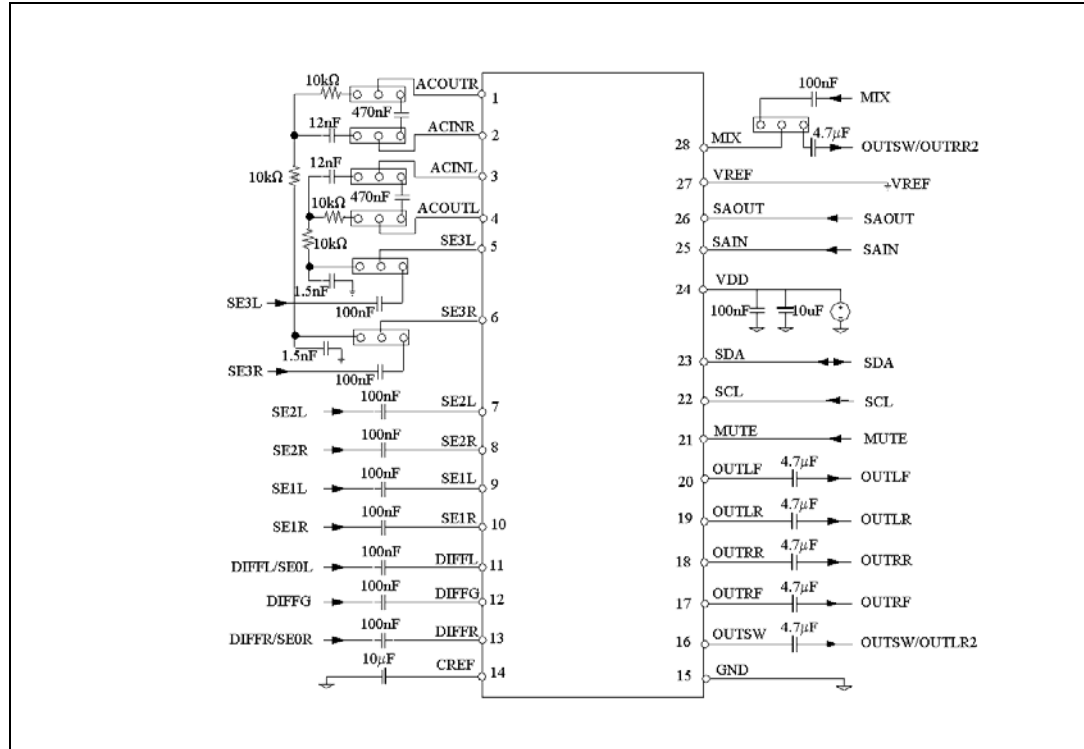 10kΩ
ACOUTR
1
470nF
12nF
ACINR
2
12nF
ACINL
3
10kΩ
470nF
10kΩ
ACOUTL
4
10kΩ
SE3L
5
1.5nF
SE3L
100nF
SE3R
6
1.5nF
SE3R
100nF
100nF
SE2L
SE2L
7
100nF
SE2R
SE2R
8
100nF
SE1L
SE1L
9
100nF
SE1R
SE1R
10
100nF
DIFFL/SE0L
DIFFL
11
100nF
DIFFG
DIFFG
12
100nF
DIFFR/SE0R
DIFFR
13
10μF
CREF
14
100nF
MIX
28
MIX
4.7μF
OUTSW/OUTRR2
27
VREF
VREF
26
SAOUT
SAOUT
25
SAIN
SAIN
24
VDD
100nF
10uF
23
SDA
SDA
22
SCL
SCL
21
MUTE
MUTE
20
OUTLF
4.7μF
OUTLF
19
OUTLR
4.7μF
OUTLR
18
OUTRR
4.7μF
OUTRR
17
OUTRF
4.7μF
OUTRF
16
OUTSW
4.7μF
OUTSW/OUTLR2
15
GND